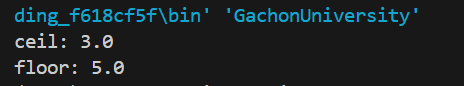 ding_f618cf5f\bin' 'GachonUniversity'
ceil: 3.0
floor: 5.0